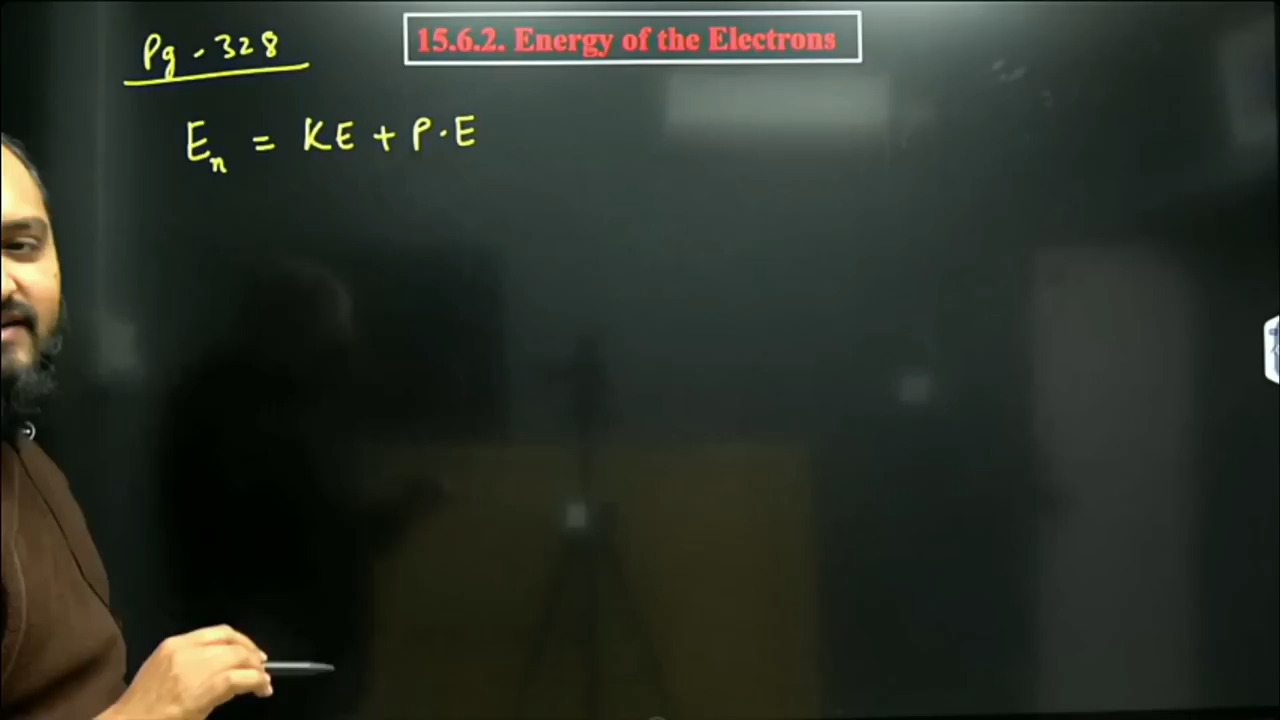 15.6.2. Energy of the Electrons
Pg - 328
Eₙ = KE + P·E